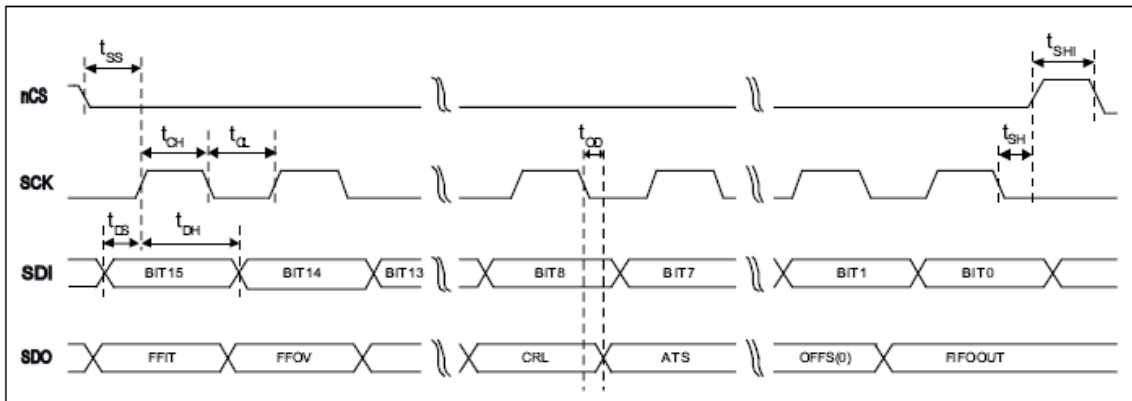 tSS
tSHI
nCS
tCH
tCL
tOD
tSH
SCK
tDS
tDH
SDI
BIT15
BIT14
BIT13
BIT8
BIT7
BIT1
BIT0
SDO
FFIT
FFOV
CRL
ATS
OFFS(0)
FIFOOUT